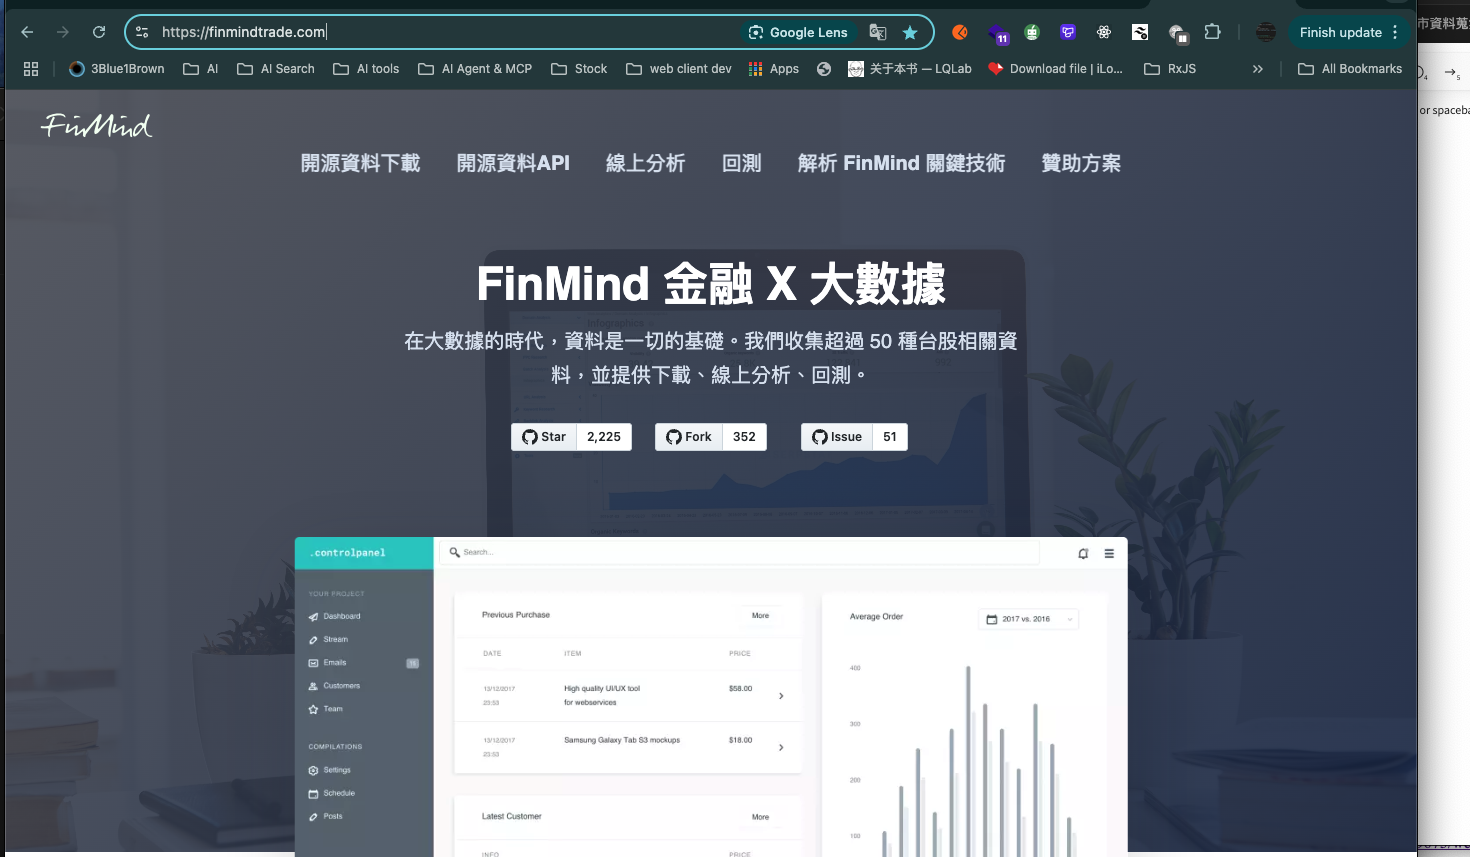 https://finmindtrade.com
Google Lens
11
Finish update
市資料蒐
3Blue1Brown
AI
AI Search
AI tools
AI Agent & MCP
Stock
web client dev
Apps
关于本书 — LQLab
Download file | iLo...
RxJS
»
All Bookmarks
or spaceba
FinMind
開源資料下載
開源資料API
線上分析
回測
解析 FinMind 關鍵技術
贊助方案
FinMind 金融 X 大數據
在大數據的時代，資料是一切的基礎。我們收集超過 50 種台股相關資
料，並提供下載、線上分析、回測。
Star 2,225
Fork 352
Issue 51
.controlpanel
Search...
YOUR PROJECT
Dashboard
Stream
Emails
15
Customers
Team
COMPILATIONS
Settings
Schedule
Posts
Previous Purchase
More
DATE ITEM PRICE
13/12/2017
23:53
High quality UI/UX tool
for webservices
$58.00
13/12/2017
23:53
Samsung Galaxy Tab S3 mockups
$18.00
Latest Customer
More
INFO PRICE
Average Order
2017 vs. 2016
400
300
200
100